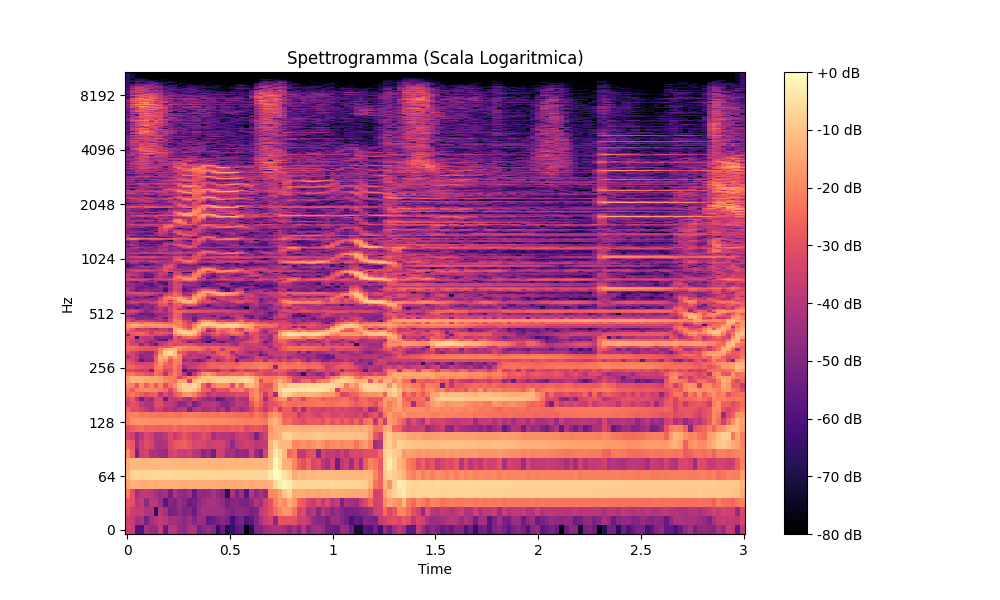 Spettrogramma (Scala Logaritmica)
8192
4096
2048
1024
512
256
128
64
0
Hz
0
0.5
1
1.5
2
2.5
3
Time
+0 dB
-10 dB
-20 dB
-30 dB
-40 dB
-50 dB
-60 dB
-70 dB
-80 dB